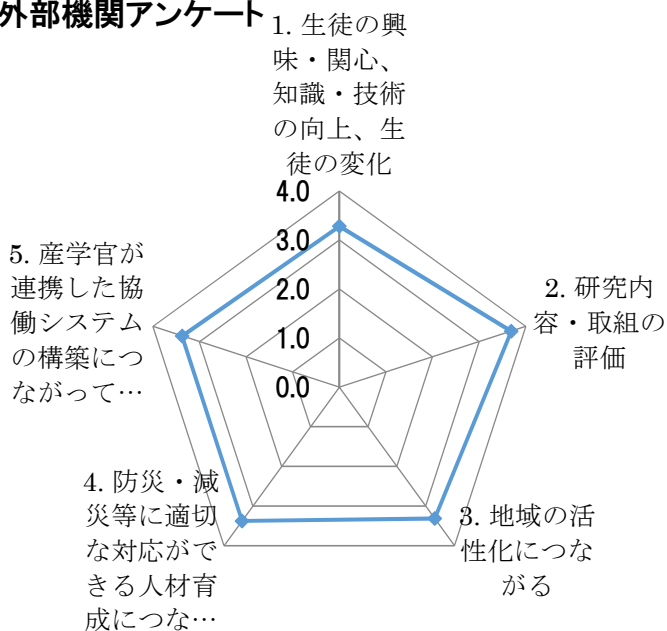 外部機関アンケート
1. 生徒の興
味・関心、
知識・技術
の向上、生
徒の変化
4.0
3.0
2.0
1.0
0.0
2. 研究内
容・取組の
評価
3. 地域の活
性化につな
がる
4. 防災・減
災等に適切
な対応がで
きる人材育
成につな…
5. 産学官が
連携した協
働システム
の構築につ
ながって…